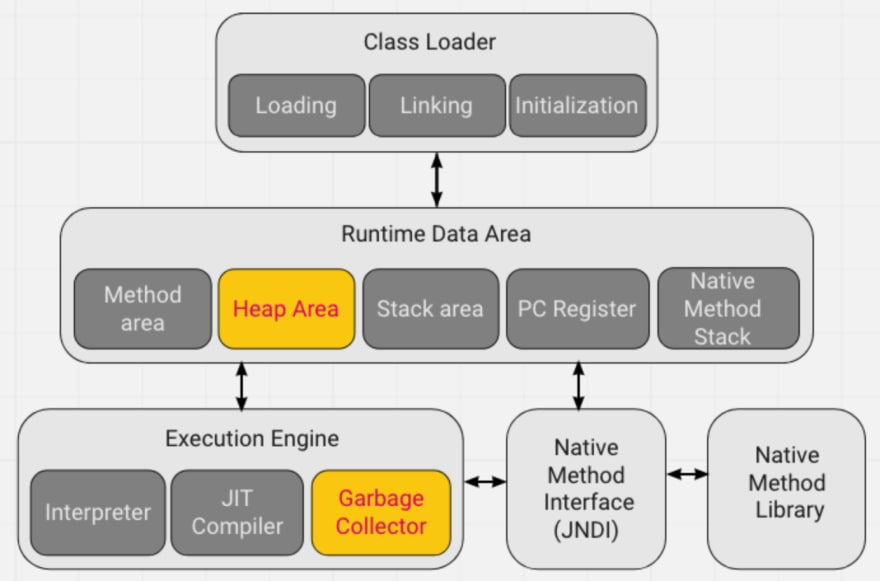 Class Loader
Loading
Linking
Initialization
Runtime Data Area
Method
area
Heap Area
Stack area
PC Register
Native
Method
Stack
Execution Engine
Interpreter
JIT
Compiler
Garbage
Collector
Native
Method
Interface
(JNDI)
Native
Method
Library